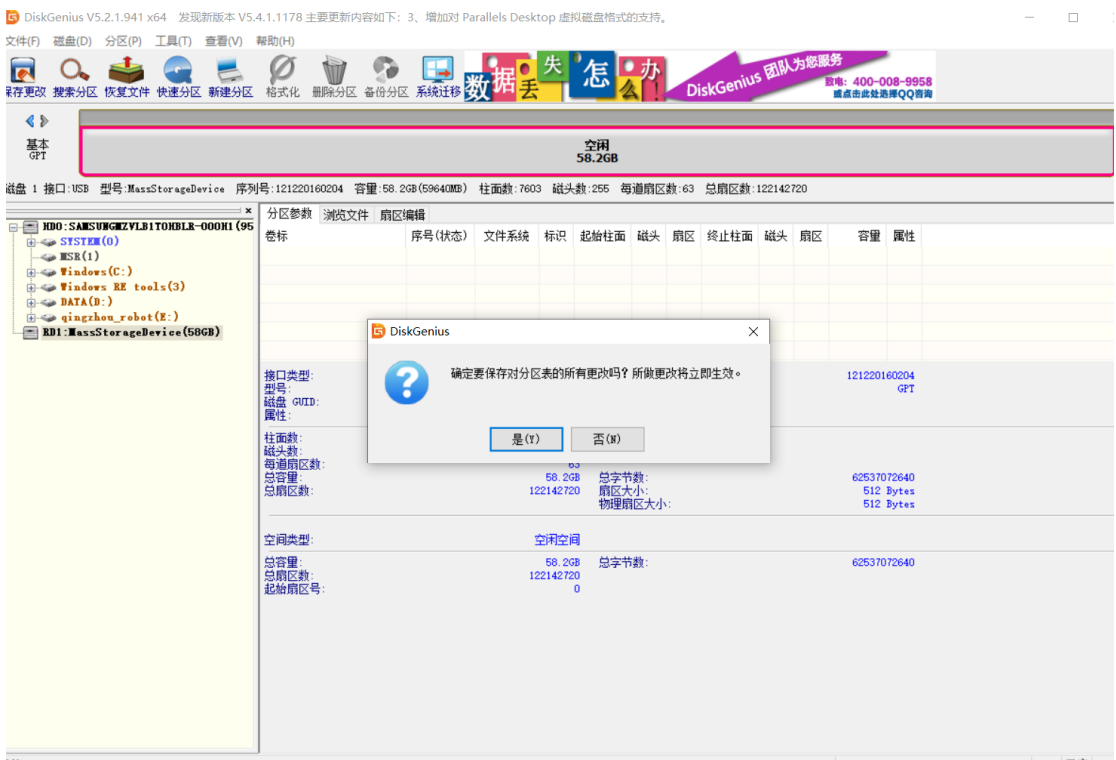 DiskGenius V5.2.1.941 x64 发现新版本 V5.4.1.1178 主要更新内容如下: 3、增加对 Parallels Desktop 虚拟磁盘格式的支持。
文件(F) 磁盘(D) 分区(P) 工具(T) 查看(V) 帮助(H)
保存更改 搜索分区 恢复文件 快速分区 新建分区 格式化 删除分区 备份分区 系统迁移
数据丢失怎么办!
DiskGenius 团队为您服务
致电: 400-008-9958
或点击此处选择QQ咨询
基本
GPT
空闲
58.2GB
磁盘 1 接口:USB 型号:MassStorageDevice 序列号:121220160204 容量:58.2GB(59640MB) 柱面数:7603 磁头数:255 每道扇区数:63 总扇区数:122142720
HD0:SAMSUNGMZVLB1T0HBLR-000H1(95
SYSTEM(0)
MSR(1)
Windows(C:)
Windows RE tools(3)
DATA(D:)
qingzhou_robot(E:)
RD1:MassStorageDevice(58GB)
分区参数 浏览文件 扇区编辑
卷标 序号(状态) 文件系统 标识 起始柱面 磁头 扇区 终止柱面 磁头 扇区 容量 属性
DiskGenius
确定要保存对分区表的所有更改吗? 所做更改将立即生效。
是(Y) 否(N)
接口类型: 121220160204
型号: GPT
磁盘 GUID:
属性:
柱面数:
磁头数:
每道扇区数: 63
总容量: 58.2GB 总字节数: 62537072640
总扇区数: 122142720 扇区大小: 512 Bytes
物理扇区大小: 512 Bytes
空间类型: 空闲空间
总容量: 58.2GB 总字节数: 62537072640
总扇区数: 122142720
起始扇区号: 0